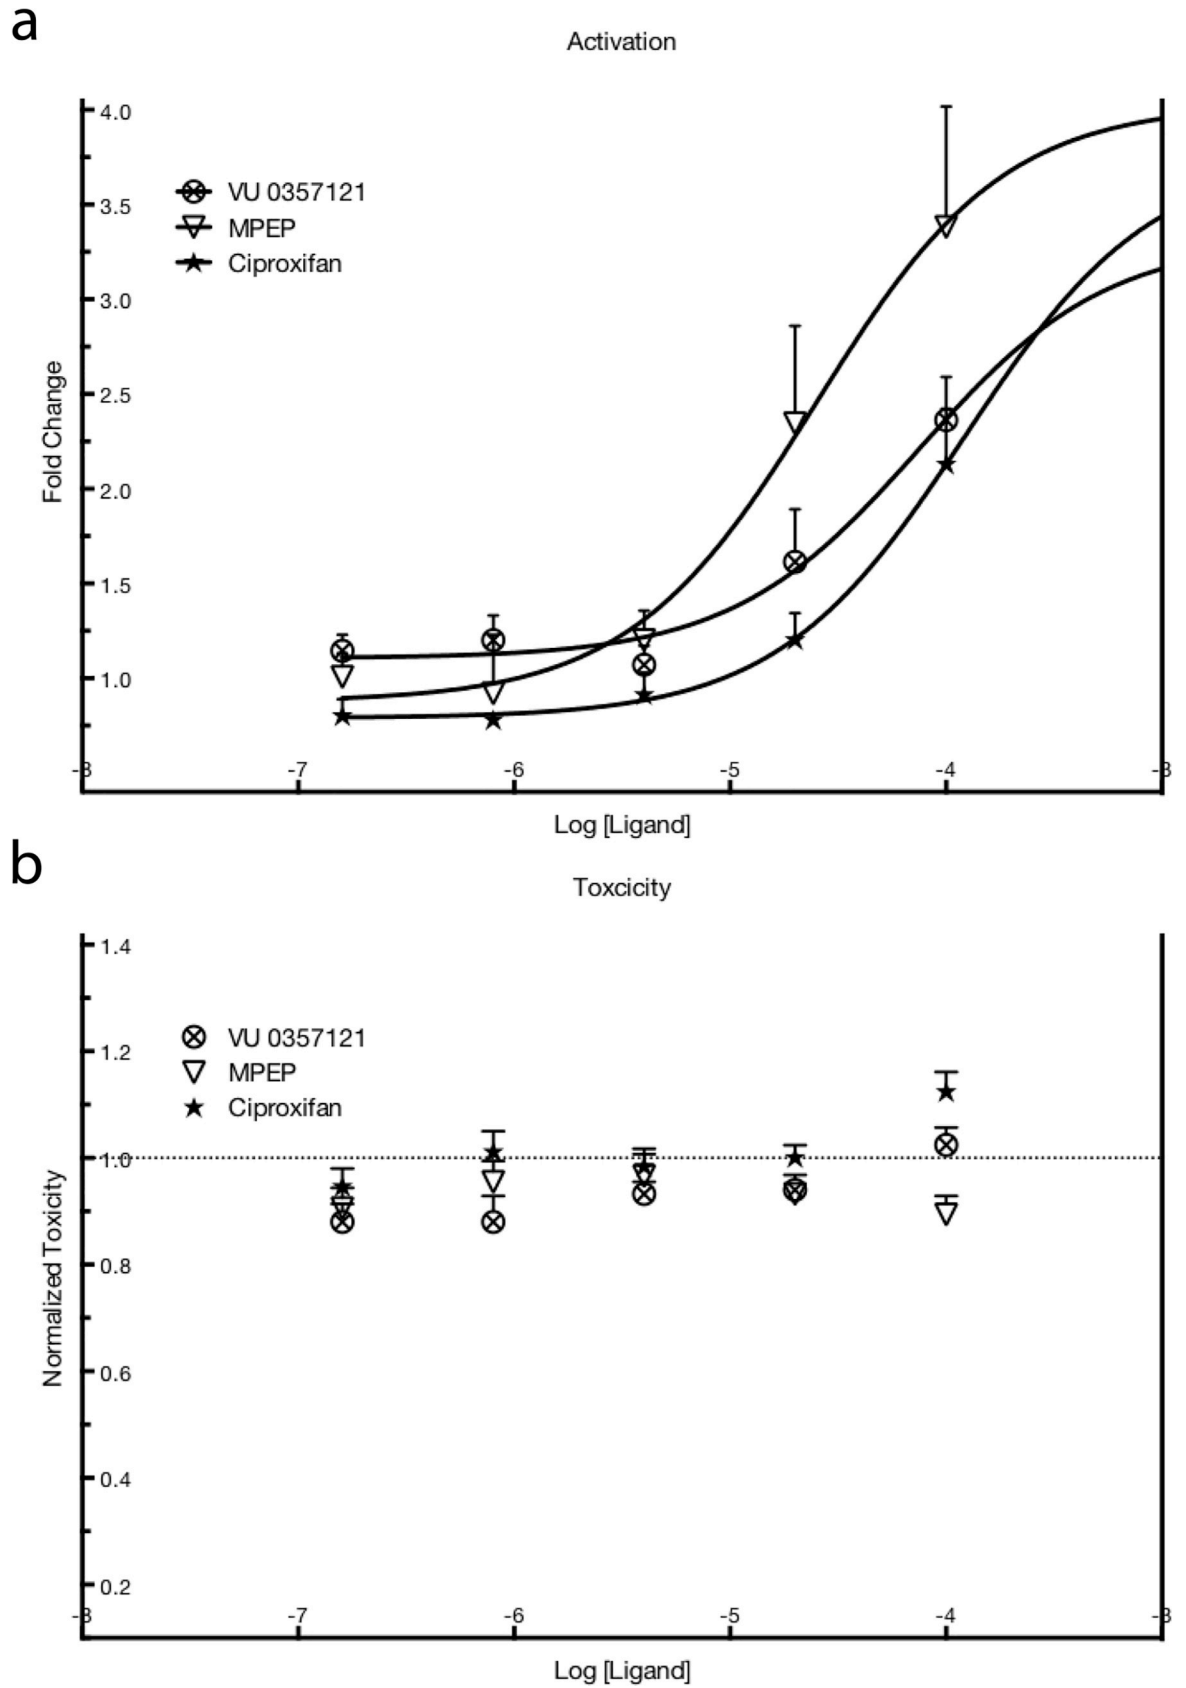 a
Activation
4.0
3.5
3.0
2.5
2.0
1.5
1.0
VU 0357121
MPEP
Ciproxifan
Fold Change
-8 -7 -6 -5 -4 -3
Log [Ligand]
b
Toxcicity
1.4
1.2
1.0
0.8
0.6
0.4
0.2
VU 0357121
MPEP
Ciproxifan
Normalized Toxicity
-8 -7 -6 -5 -4 -3
Log [Ligand]